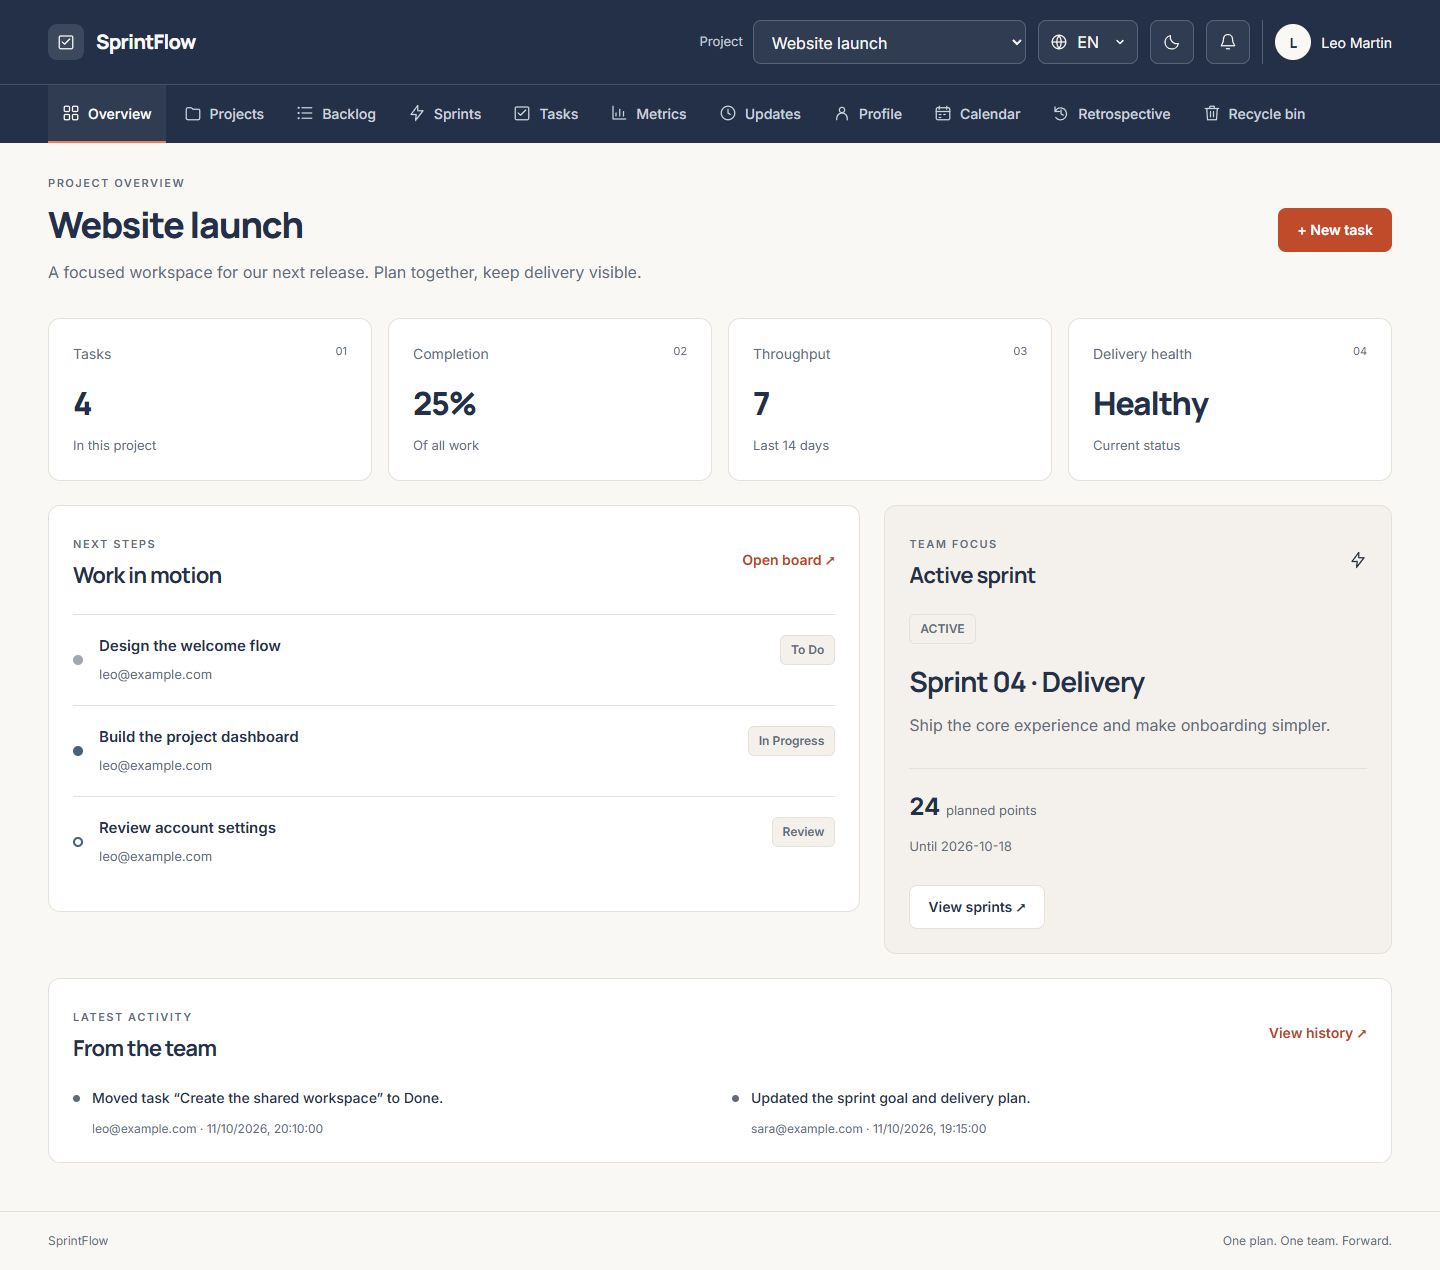 SprintFlow
Project
Website launch
EN
L
Leo Martin
Overview
Projects
Backlog
Sprints
Tasks
Metrics
Updates
Profile
Calendar
Retrospective
Recycle bin
PROJECT OVERVIEW
Website launch
+ New task
A focused workspace for our next release. Plan together, keep delivery visible.
Tasks
01
4
In this project
Completion
02
25%
Of all work
Throughput
03
7
Last 14 days
Delivery health
04
Healthy
Current status
NEXT STEPS
Work in motion
Open board ↗
Design the welcome flow
To Do
leo@example.com
Build the project dashboard
In Progress
leo@example.com
Review account settings
Review
leo@example.com
TEAM FOCUS
Active sprint
ACTIVE
Sprint 04 · Delivery
Ship the core experience and make onboarding simpler.
24 planned points
Until 2026-10-18
View sprints ↗
LATEST ACTIVITY
From the team
View history ↗
Moved task “Create the shared workspace” to Done.
leo@example.com · 11/10/2026, 20:10:00
Updated the sprint goal and delivery plan.
sara@example.com · 11/10/2026, 19:15:00
SprintFlow
One plan. One team. Forward.